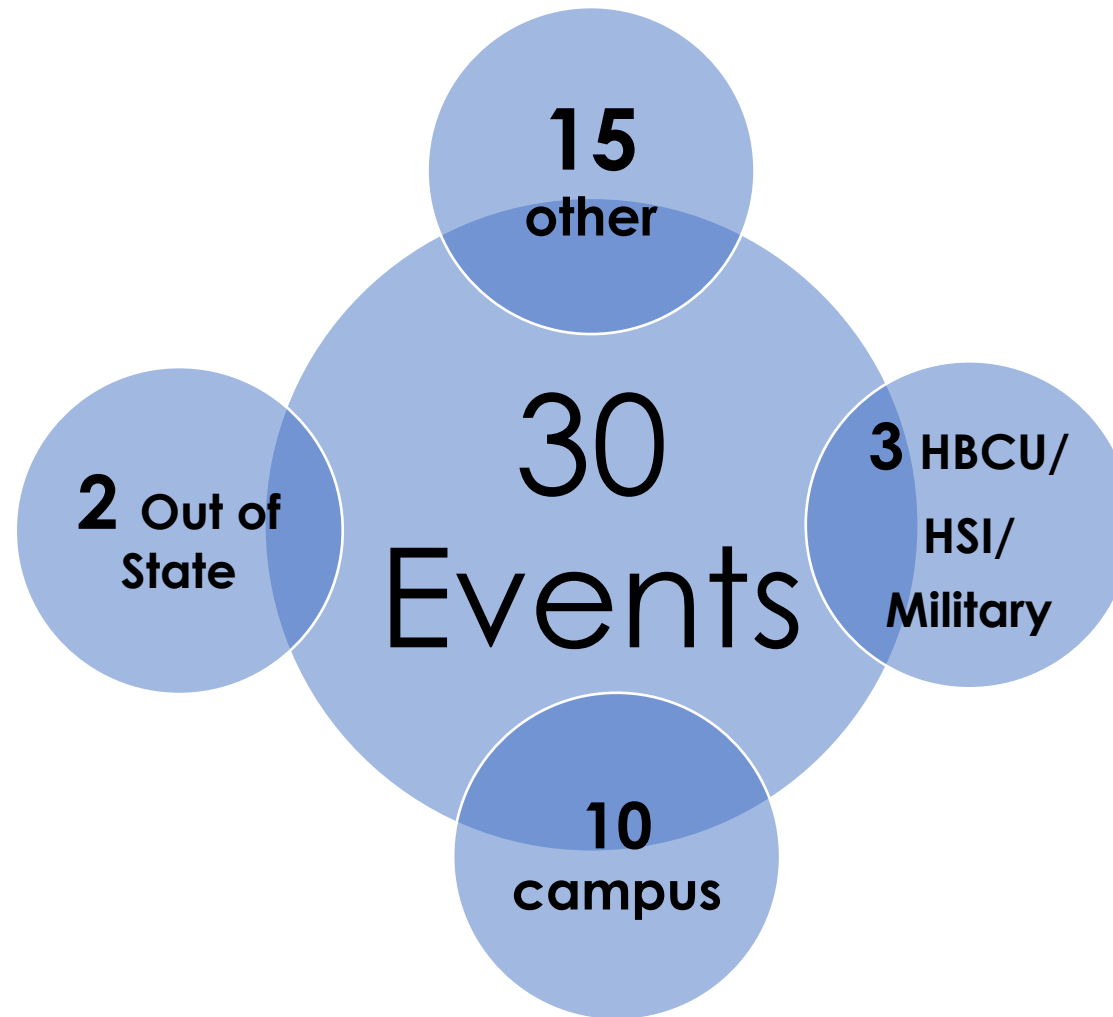 15
other
30
Events
2 Out of
State
3 HBCU/
HSI/
Military
10
campus